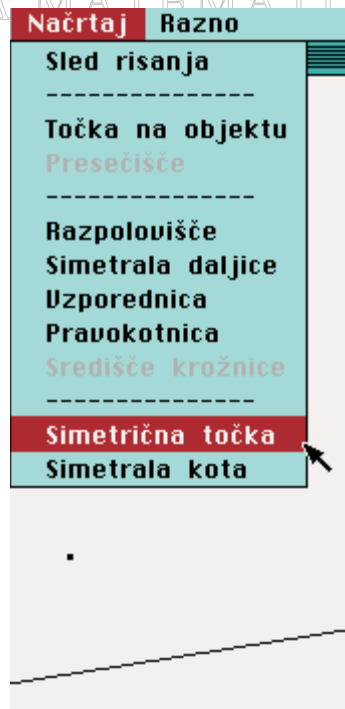 A MATEMATI
Načrtaj Razno
Sled risanja
---------------
Točka na objektu
Presečišče
---------------
Razpolovišče
Simetrala daljice
Vzporednica
Pravokotnica
Središče krožnice
---------------
Simetrična točka
Simetrala kota